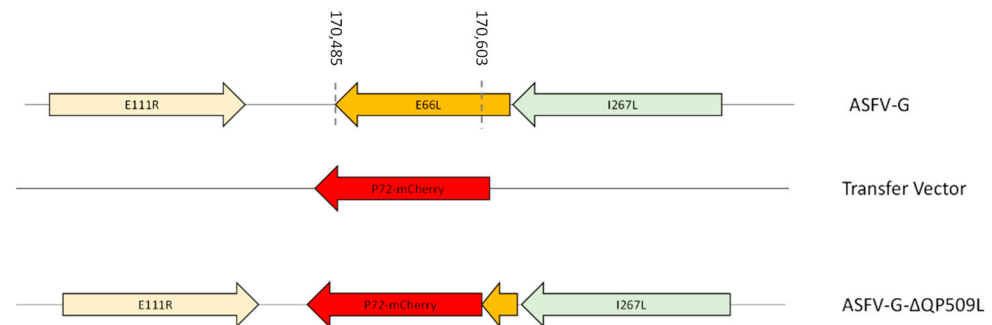 170,485
170,603
E111R
E66L
I267L
ASFV-G
P72-mCherry
Transfer Vector
E111R
P72-mCherry
I267L
ASFV-G-ΔQP509L